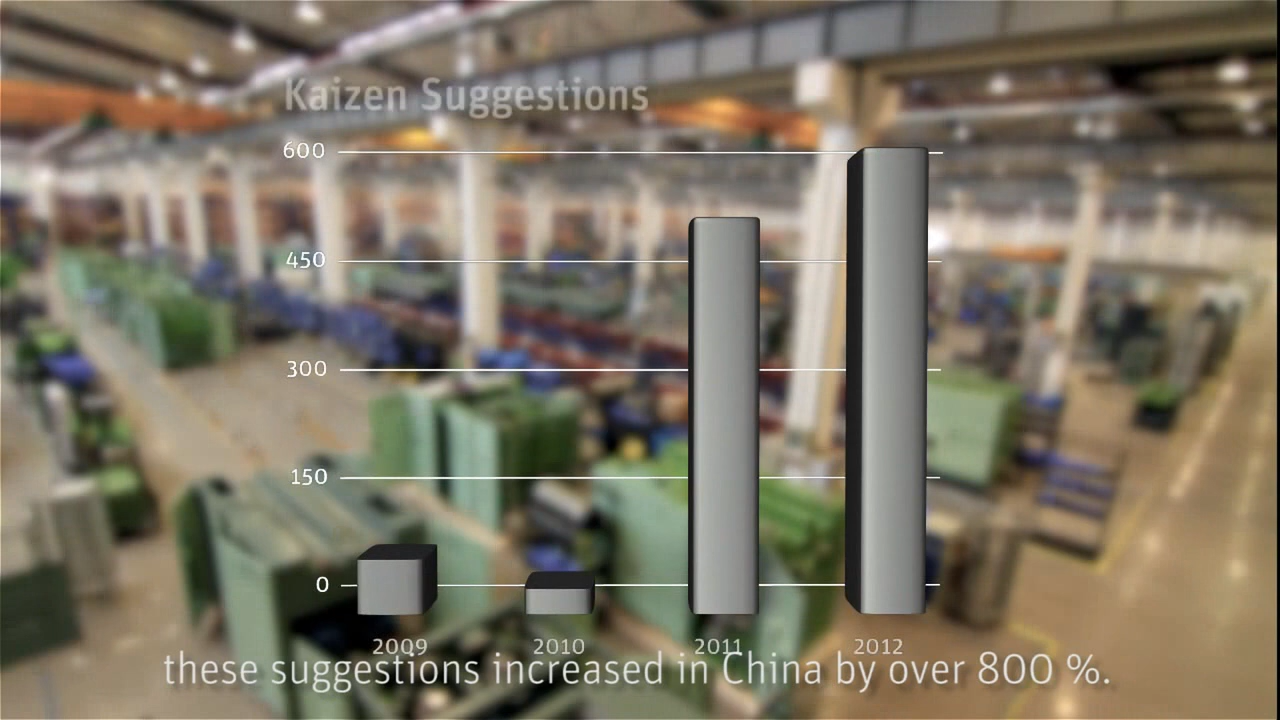 Kaizen Suggestions
600
450
300
150
0
2009 2010 2011 2012
these suggestions increased in China by over 800 %.